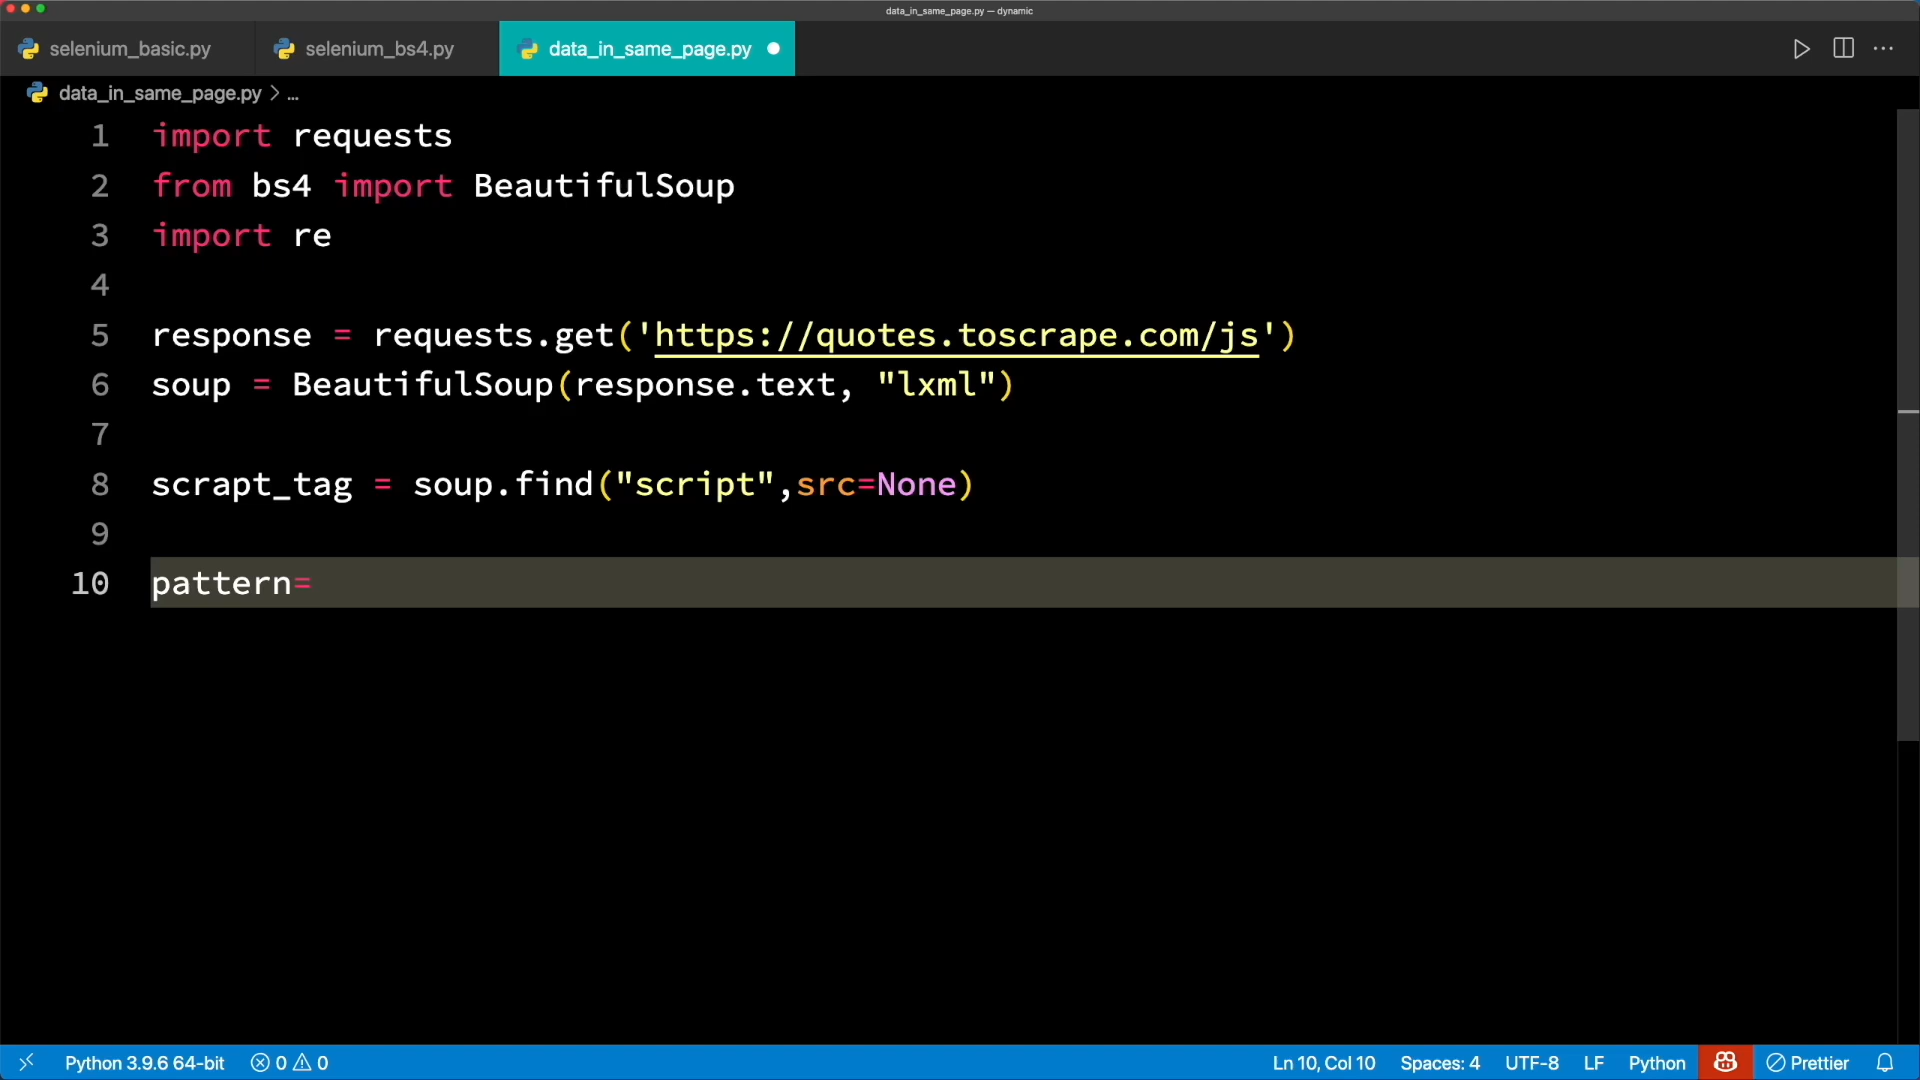 data_in_same_page.py — dynamic
selenium_basic.py
selenium_bs4.py
data_in_same_page.py
data_in_same_page.py > ...
1 import requests
2 from bs4 import BeautifulSoup
3 import re
4
5 response = requests.get('https://quotes.toscrape.com/js')
6 soup = BeautifulSoup(response.text, "lxml")
7
8 scrapt_tag = soup.find("script",src=None)
9
10 pattern=
Python 3.9.6 64-bit 0 0 Ln 10, Col 10 Spaces: 4 UTF-8 LF Python Prettier